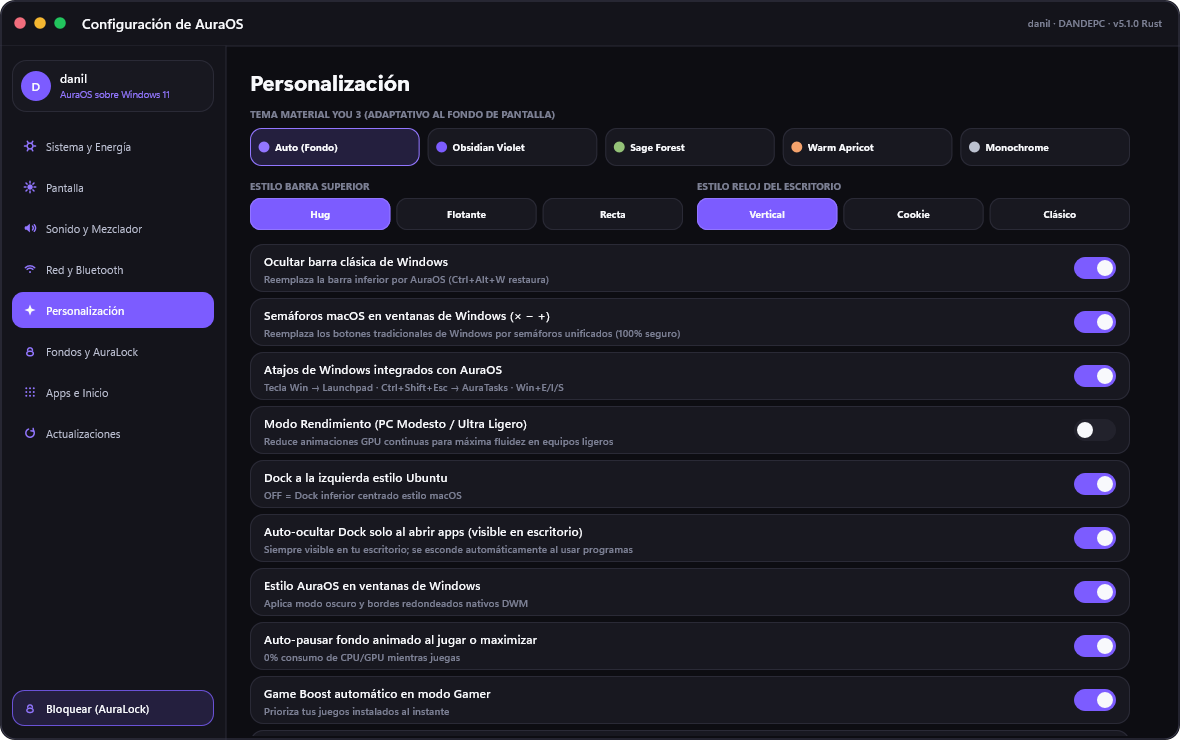 Configuración de AuraOS
danil · DANDEPC · v5.1.0 Rust
D
danil
AuraOS sobre Windows 11
Sistema y Energía
Pantalla
Sonido y Mezclador
Red y Bluetooth
Personalización
Fondos y AuraLock
Apps e Inicio
Actualizaciones
Bloquear (AuraLock)
Personalización
TEMA MATERIAL YOU 3 (ADAPTATIVO AL FONDO DE PANTALLA)
Auto (Fondo)
Obsidian Violet
Sage Forest
Warm Apricot
Monochrome
ESTILO BARRA SUPERIOR
Hug
Flotante
Recta
ESTILO RELOJ DEL ESCRITORIO
Vertical
Cookie
Clásico
Ocultar barra clásica de Windows
Reemplaza la barra inferior por AuraOS (Ctrl+Alt+W restaura)
Semáforos macOS en ventanas de Windows (× − +)
Reemplaza los botones tradicionales de Windows por semáforos unificados (100% seguro)
Atajos de Windows integrados con AuraOS
Tecla Win → Launchpad · Ctrl+Shift+Esc → AuraTasks · Win+E/I/S
Modo Rendimiento (PC Modesto / Ultra Ligero)
Reduce animaciones GPU continuas para máxima fluidez en equipos ligeros
Dock a la izquierda estilo Ubuntu
OFF = Dock inferior centrado estilo macOS
Auto-ocultar Dock solo al abrir apps (visible en escritorio)
Siempre visible en tu escritorio; se esconde automáticamente al usar programas
Estilo AuraOS en ventanas de Windows
Aplica modo oscuro y bordes redondeados nativos DWM
Auto-pausar fondo animado al jugar o maximizar
0% consumo de CPU/GPU mientras juegas
Game Boost automático en modo Gamer
Prioriza tus juegos instalados al instante